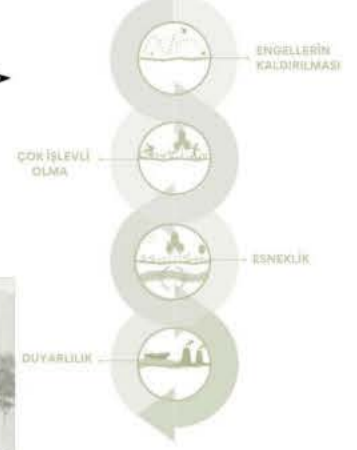 ENGELLERİN
KALDIRILMASI
ÇOK İŞLEVLİ
OLMA
ESNEKLİK
DUYARLILIK